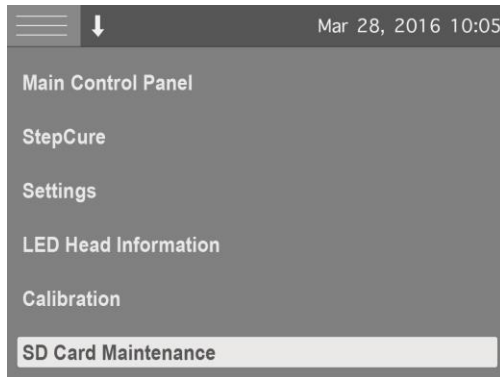 Mar 28, 2016 10:05
Main Control Panel
StepCure
Settings
LED Head Information
Calibration
SD Card Maintenance